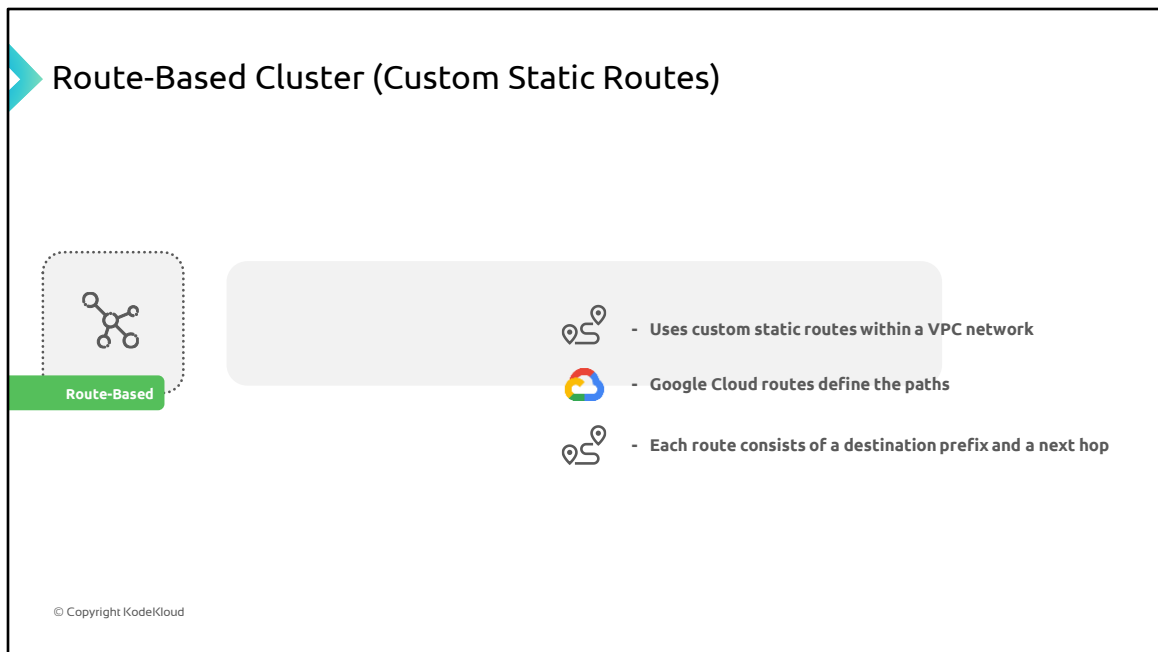 Route-Based Cluster (Custom Static Routes)
- Uses custom static routes within a VPC network
- Google Cloud routes define the paths
Route-Based
- Each route consists of a destination prefix and a next hop
© Copyright KodeKloud